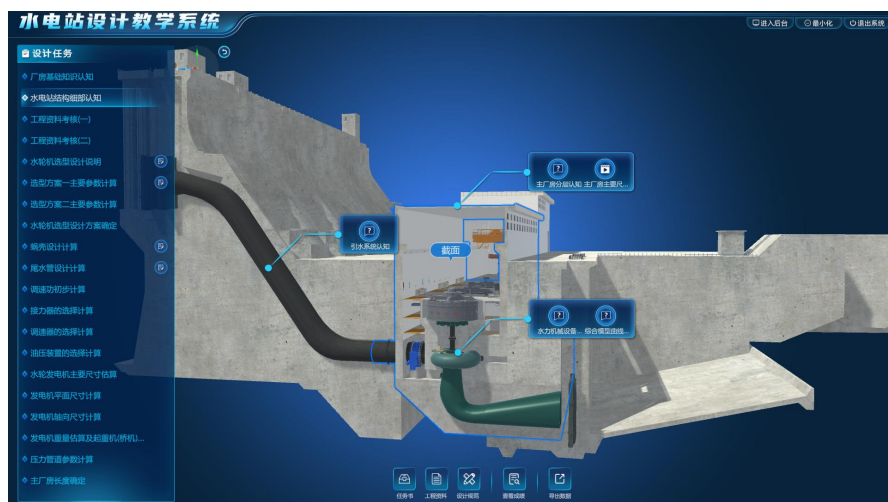 水电站设计教学系统
进入后台
最小化
退出系统
设计任务
厂房基础知识认知
水电站结构细部认知
工程资料考核(一)
工程资料考核(二)
水轮机选型设计说明
选型方案一主要参数计算
选型方案二主要参数计算
水轮机选型设计方案确定
蜗壳设计计算
尾水管设计计算
调速功初步计算
接力器的选择计算
调速器的选择计算
油压装置的选择计算
水轮发电机主要尺寸估算
发电机平面尺寸计算
发电机轴向尺寸计算
发电机重量估算及起重机(桥机)...
压力管道参数计算
主厂房长度确定
主厂房分层认知 主厂房主要尺...
引水系统认知
截面
水力机械设备... 综合模型曲线...
任务书
工程资料
设计规范
查看成绩
导出数据